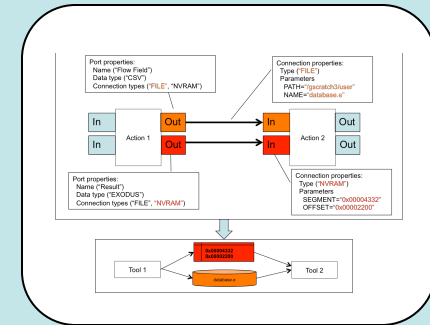 Port properties:
Name ("Flow Field")
Data type ("CSV")
Connection types ("FILE", "NVRAM")
Connection properties:
Type ("FILE")
Parameters
PATH="/gscratch3/user"
NAME="database.e"
In
Out
In
Out
Action 1
Action 2
In
Out
In
Out
Port properties:
Name ("Result")
Data type ("EXODUS")
Connection types ("FILE", "NVRAM")
Connection properties:
Type ("NVRAM")
Parameters
SEGMENT="0x00004332"
OFFSET="0x00002200"
0x00004332
0x00002200
Tool 1
Tool 2
database.e